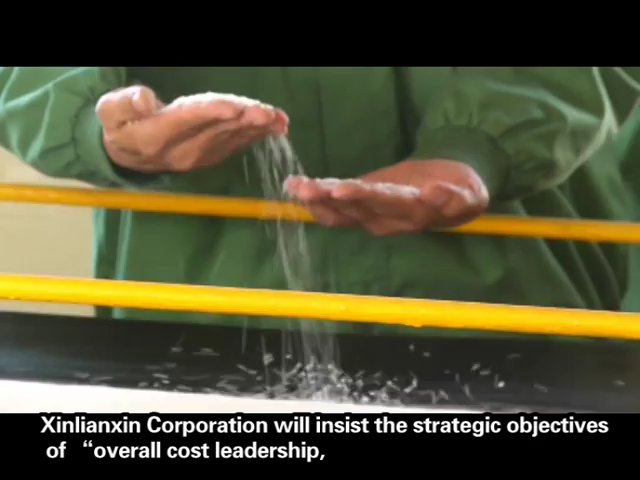 Xinlianxin Corporation will insist the strategic objectives
of “overall cost leadership,